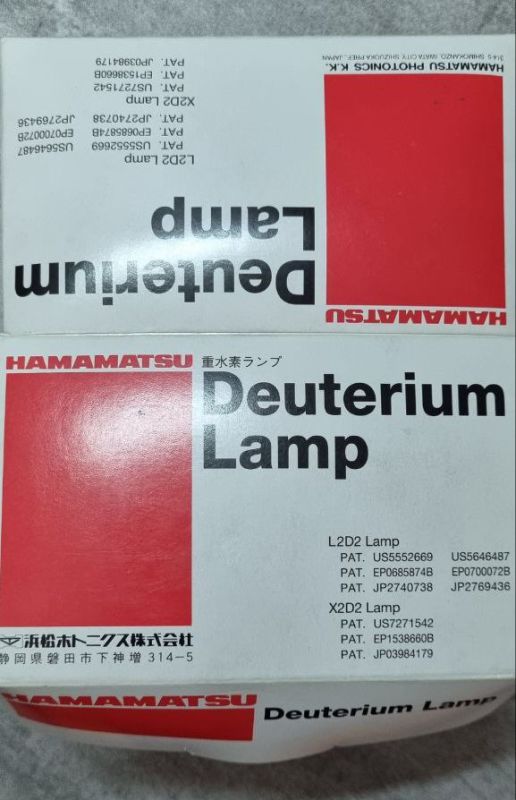 HAMAMATSU
Deuterium
Lamp
L2D2 Lamp
PAT. US5552669 US5646487
PAT. EP0685874B EP0700072B
PAT. JP2740738 JP2769436
X2D2 Lamp
PAT. US7271542
PAT. EP1538660B
PAT. JP03984179
HAMAMATSU PHOTONICS K.K.
314-5 SHIMOKANZO, IWATA CITY, SHIZUOKA PREF., JAPAN
HAMAMATSU
重水素ランプ
Deuterium
Lamp
L2D2 Lamp
PAT. US5552669 US5646487
PAT. EP0685874B EP0700072B
PAT. JP2740738 JP2769436
X2D2 Lamp
PAT. US7271542
PAT. EP1538660B
PAT. JP03984179
浜松ホトニクス株式会社
静岡県磐田市下神増 314-5
HAMAMATSU
Deuterium Lamp